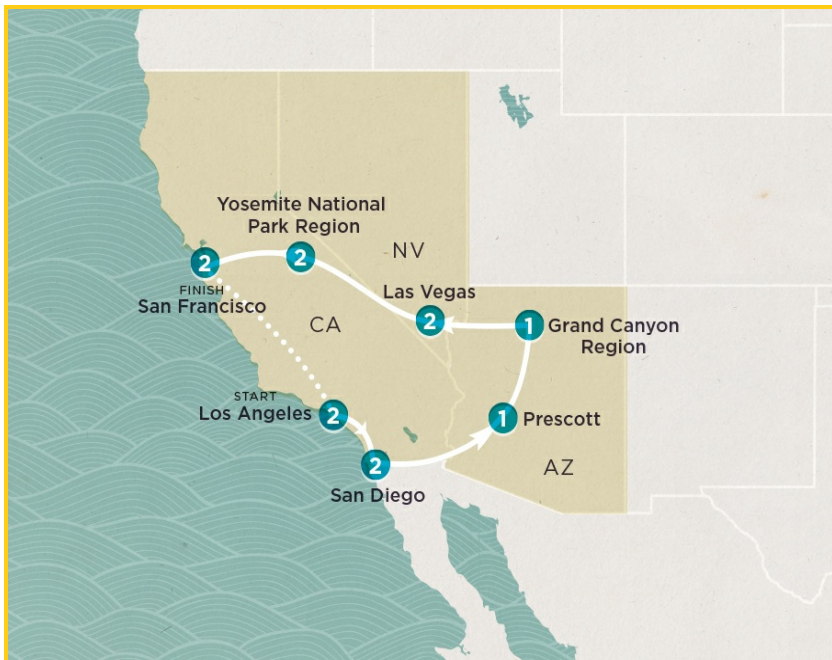 Yosemite National
Park Region
2
2
NV
FINISH
San Francisco
Las Vegas
2
1
Grand Canyon
Region
CA
START
Los Angeles
2
1
Prescott
2
AZ
San Diego